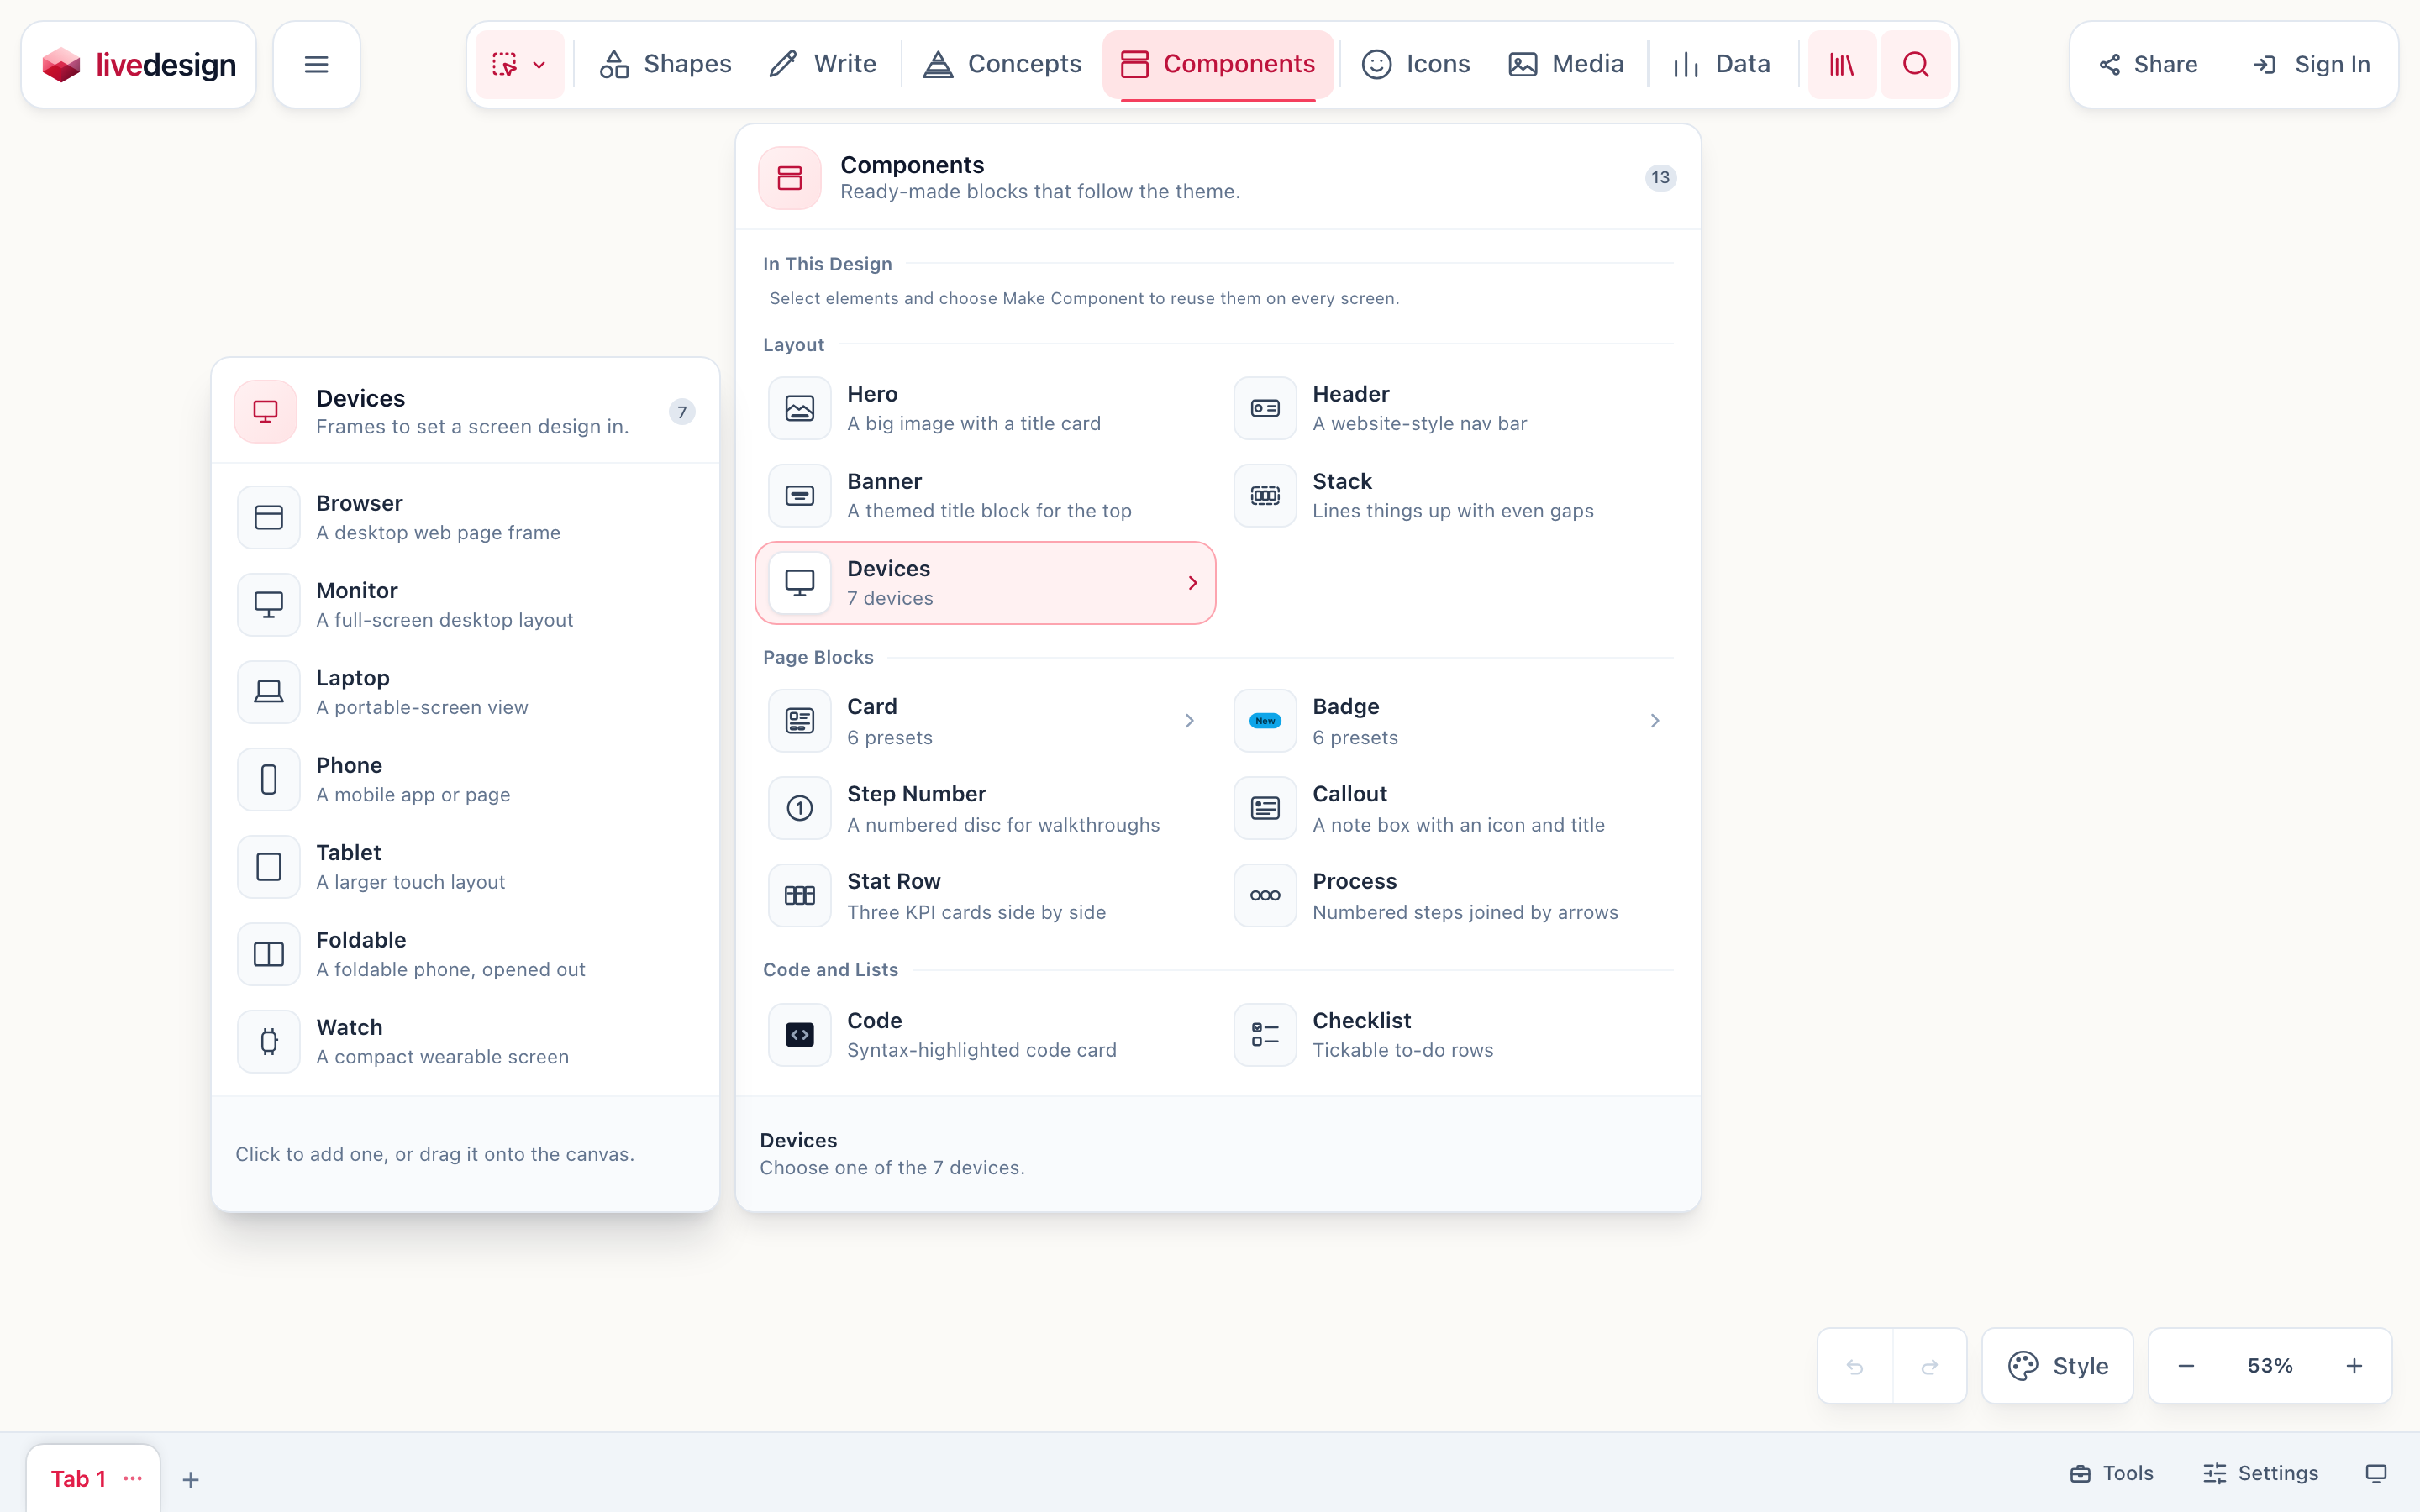 livedesign
Shapes
Write
Concepts
Components
Icons
Media
Data
Share
Sign In
Components
Ready-made blocks that follow the theme.
13
In This Design
Select elements and choose Make Component to reuse them on every screen.
Layout
Hero
A big image with a title card
Header
A website-style nav bar
Banner
A themed title block for the top
Stack
Lines things up with even gaps
Devices
7 devices
Page Blocks
Card
6 presets
New
Badge
6 presets
1
Step Number
A numbered disc for walkthroughs
Callout
A note box with an icon and title
Stat Row
Three KPI cards side by side
Process
Numbered steps joined by arrows
Code and Lists
Code
Syntax-highlighted code card
Checklist
Tickable to-do rows
Devices
Choose one of the 7 devices.
Devices
Frames to set a screen design in.
7
Browser
A desktop web page frame
Monitor
A full-screen desktop layout
Laptop
A portable-screen view
Phone
A mobile app or page
Tablet
A larger touch layout
Foldable
A foldable phone, opened out
Watch
A compact wearable screen
Click to add one, or drag it onto the canvas.
Style
53%
Tab 1
Tools
Settings